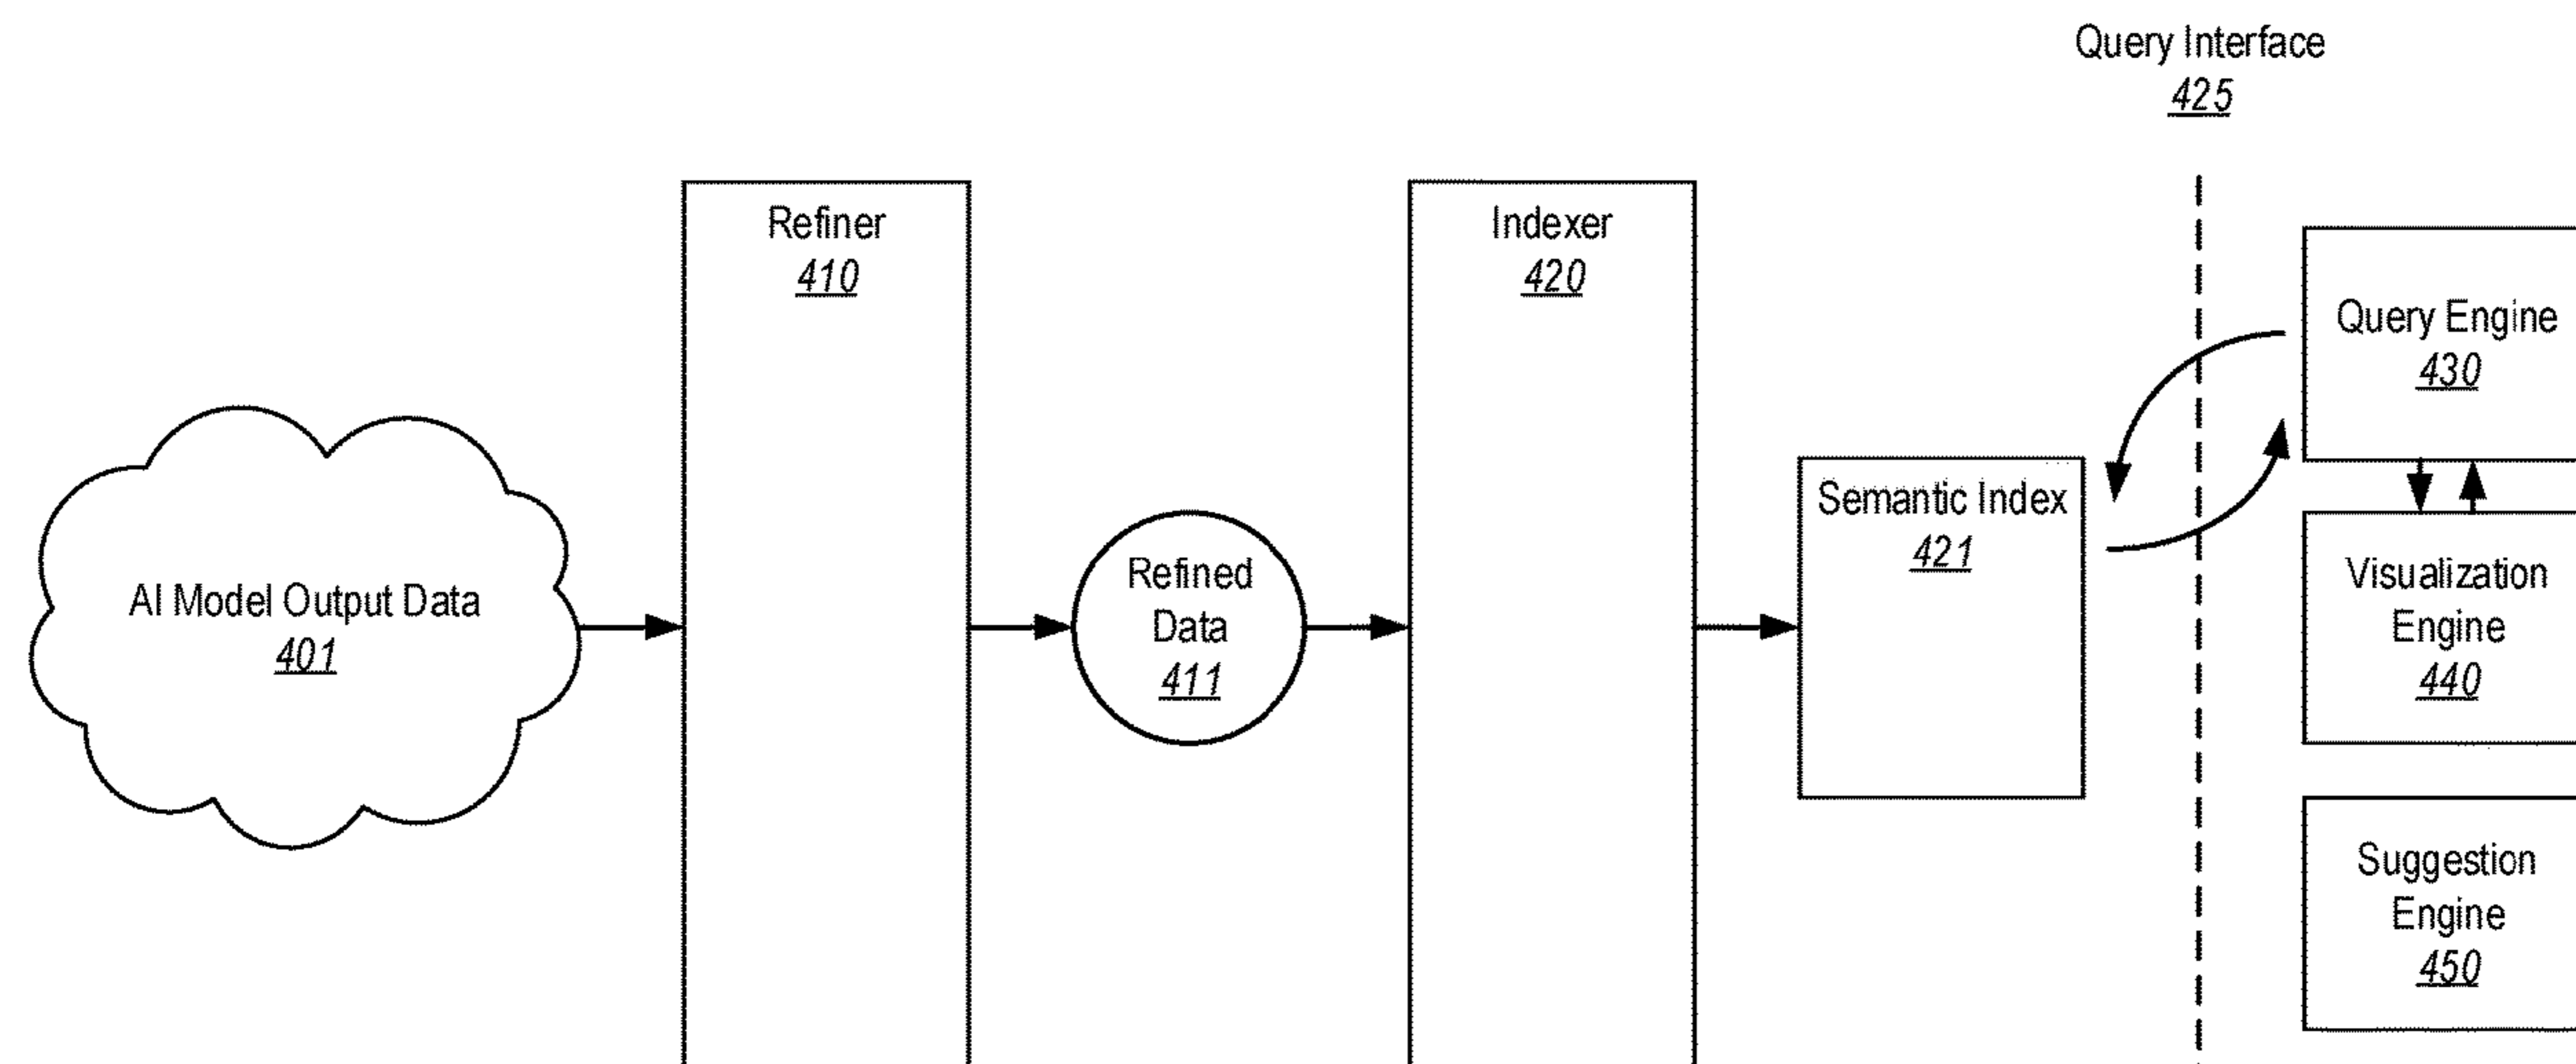 Query Interface
425
Refiner
410
Indexer
420
Query Engine
430
Semantic Index
421
AI Model Output Data
401
Refined
Data
411
Visualization
Engine
440
Suggestion
Engine
450